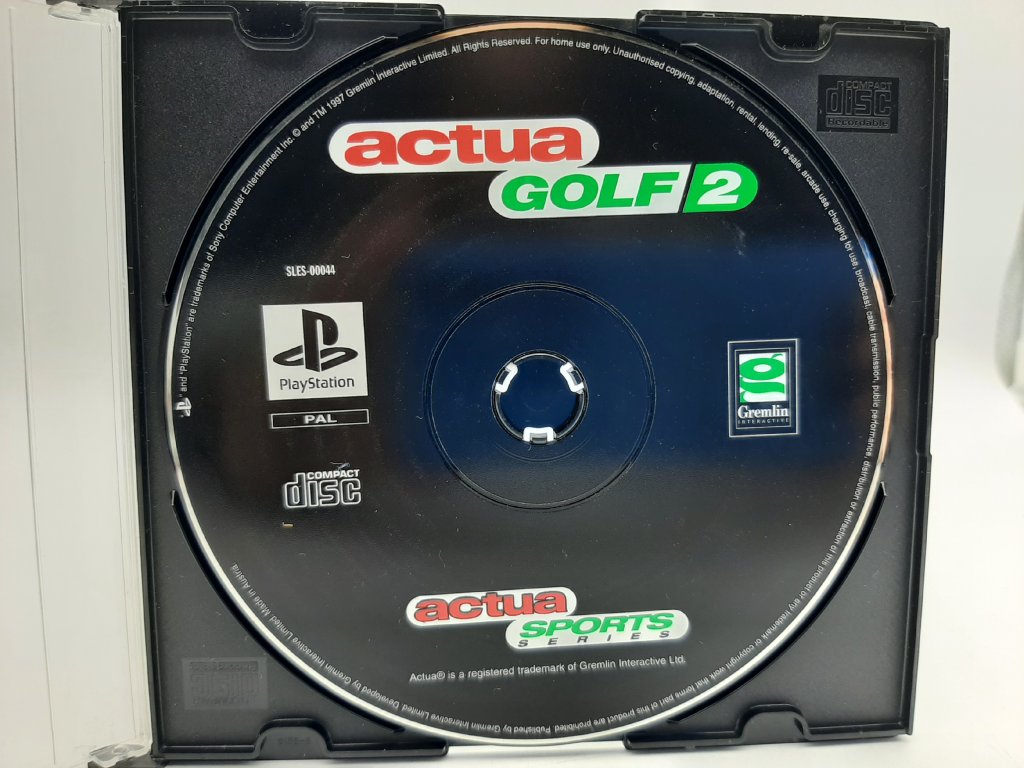 " and "PlayStation" are trademarks of Sony Computer Entertainment Inc. © and TM 1997 Gremlin Interactive Limited. All Rights Reserved. For home use only. Unauthorised copying, adaptation, rental, lending, re-sale, arcade use, charging for use, broadcast, cable transmission, public performance, distribution or extraction of this product or any trademark or copyright work that forms part of this product are prohibited. Published by Gremlin Interactive Limited. Developed by Gremlin Interactive Limited. Made in Austria.
actua
GOLF 2
SLES-00044
PlayStation
PAL
COMPACT
disc
g
Gremlin
INTERACTIVE
actua
SPORTS
SERIES
Actua® is a registered trademark of Gremlin Interactive Ltd.
COMPACT
disc
Recordable